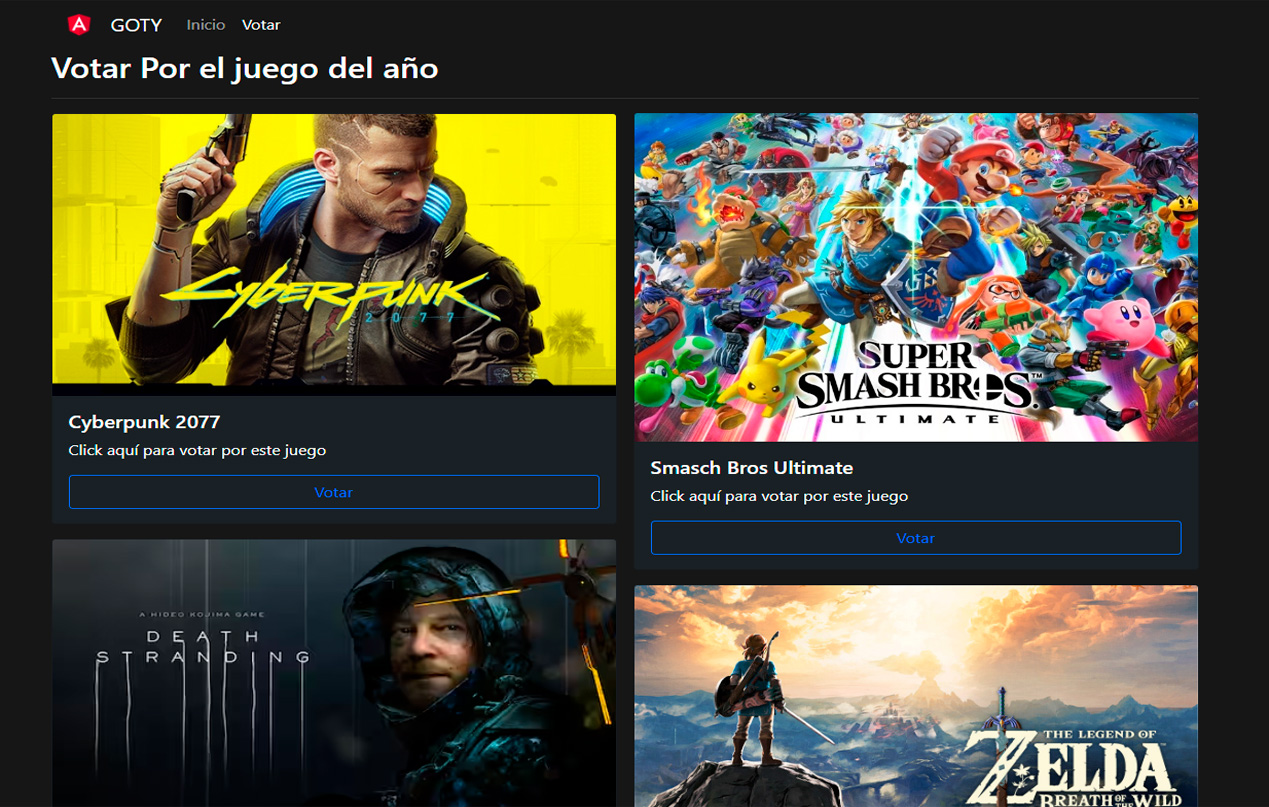 GOTY Inicio Votar
Votar Por el juego del año
CYBERPUNK
2077
Cyberpunk 2077
Click aquí para votar por este juego
Votar
SUPER
SMASH BROS.™
ULTIMATE
Smasch Bros Ultimate
Click aquí para votar por este juego
Votar
A HIDEO KOJIMA GAME
DEATH
STRANDING
THE LEGEND OF
ZELDA
BREATH OF THE WILD